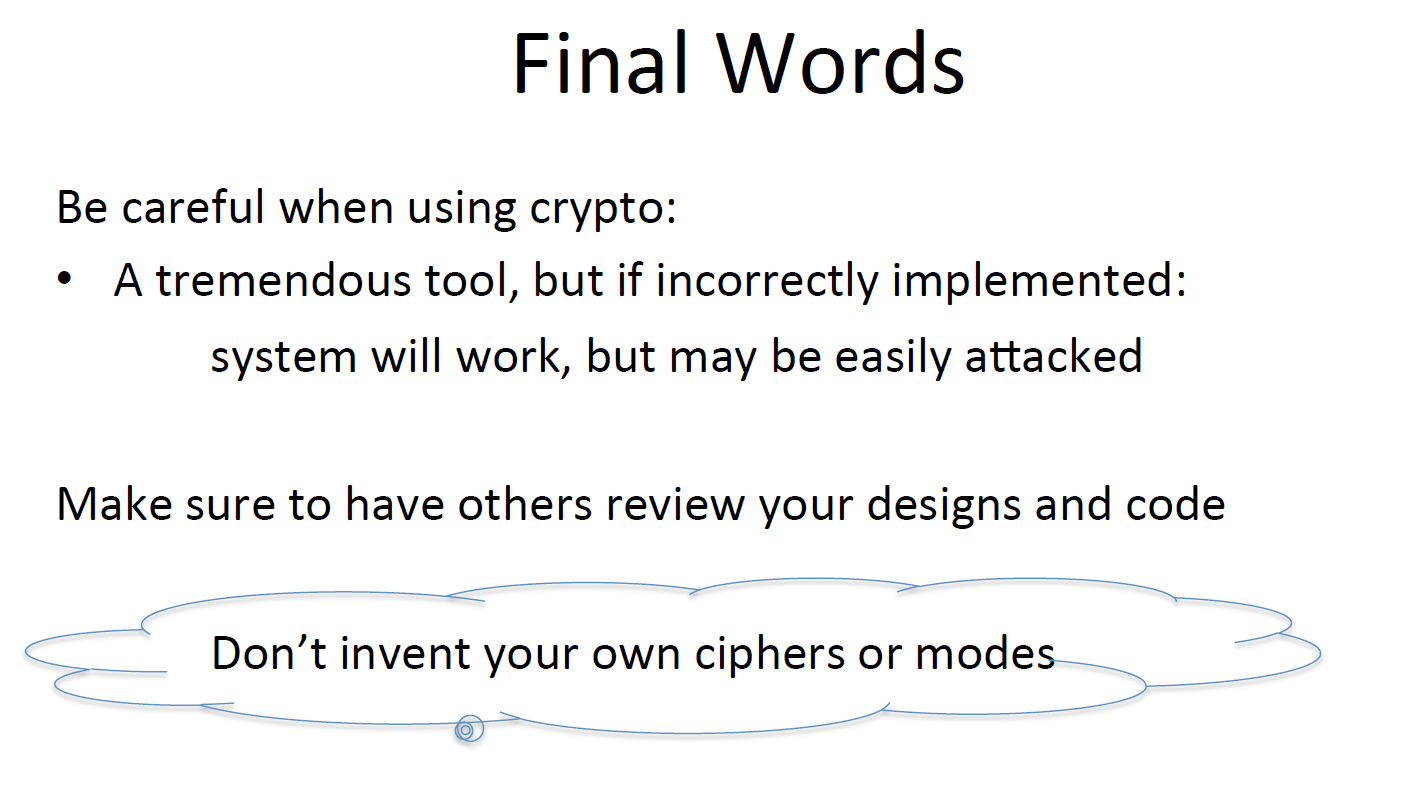 Final Words
Be careful when using crypto:
• A tremendous tool, but if incorrectly implemented:
system will work, but may be easily attacked
Make sure to have others review your designs and code
Don’t invent your own ciphers or modes